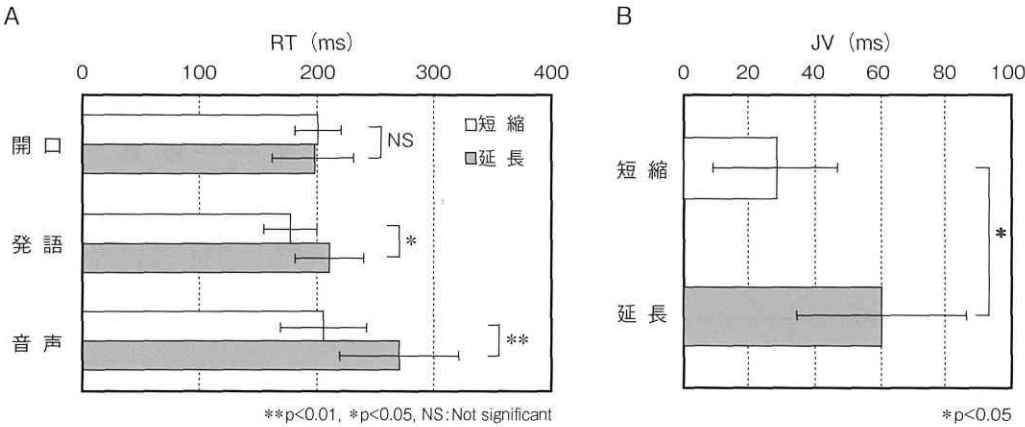 A
RT (ms)
0 100 200 300 400
開口
発語
音声
□短縮
■延長
NS
*
**
**p<0.01, *p<0.05, NS:Not significant
B
JV (ms)
0 20 40 60 80 100
短縮
延長
*
*p<0.05